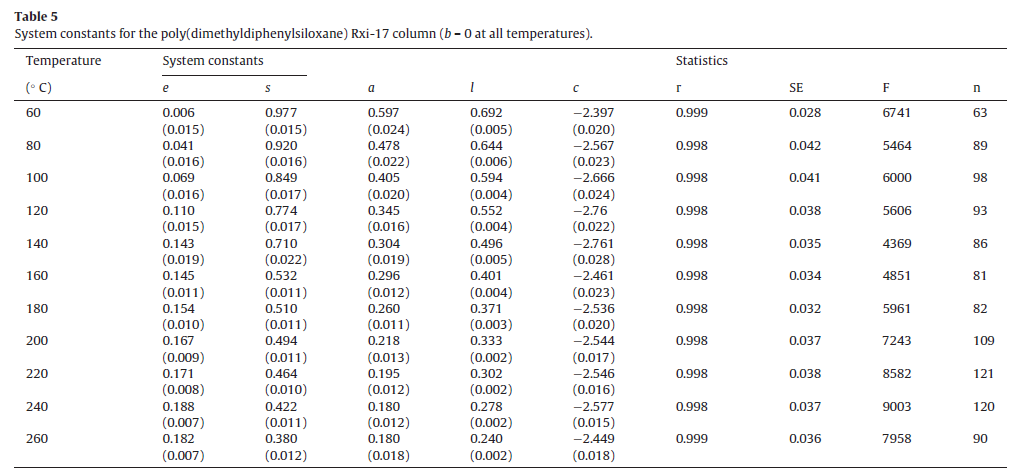 Table 5
System constants for the poly(dimethyldiphenylsiloxane) Rxi-17 column (b = 0 at all temperatures).
Temperature System constants Statistics
(° C) e s a l c r SE F n
60 0.006 0.977 0.597 0.692 −2.397 0.999 0.028 6741 63
(0.015) (0.015) (0.024) (0.005) (0.020)
80 0.041 0.920 0.478 0.644 −2.567 0.998 0.042 5464 89
(0.016) (0.016) (0.022) (0.006) (0.023)
100 0.069 0.849 0.405 0.594 −2.666 0.998 0.041 6000 98
(0.016) (0.017) (0.020) (0.004) (0.024)
120 0.110 0.774 0.345 0.552 −2.76 0.998 0.038 5606 93
(0.015) (0.017) (0.016) (0.004) (0.022)
140 0.143 0.710 0.304 0.496 −2.761 0.998 0.035 4369 86
(0.019) (0.022) (0.019) (0.005) (0.028)
160 0.145 0.532 0.296 0.401 −2.461 0.998 0.034 4851 81
(0.011) (0.011) (0.012) (0.004) (0.023)
180 0.154 0.510 0.260 0.371 −2.536 0.998 0.032 5961 82
(0.010) (0.011) (0.011) (0.003) (0.020)
200 0.167 0.494 0.218 0.333 −2.544 0.998 0.037 7243 109
(0.009) (0.011) (0.013) (0.002) (0.017)
220 0.171 0.464 0.195 0.302 −2.546 0.998 0.038 8582 121
(0.008) (0.010) (0.012) (0.002) (0.016)
240 0.188 0.422 0.180 0.278 −2.577 0.998 0.037 9003 120
(0.007) (0.011) (0.012) (0.002) (0.015)
260 0.182 0.380 0.180 0.240 −2.449 0.999 0.036 7958 90
(0.007) (0.012) (0.018) (0.002) (0.018)